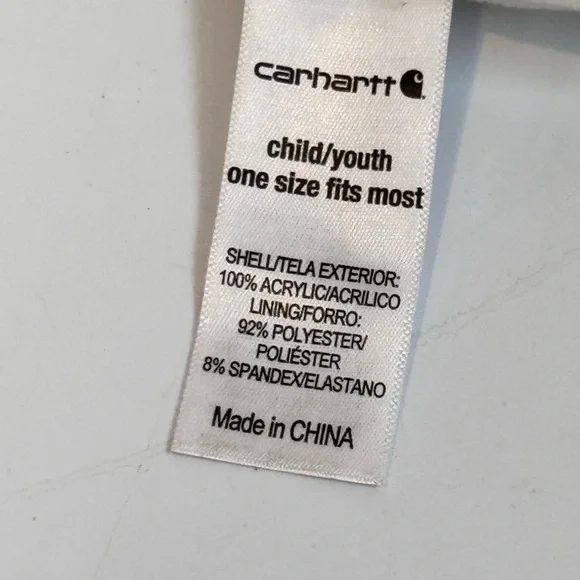 carhartt
child/youth
one size fits most
SHELL/TELA EXTERIOR:
100% ACRYLIC/ACRILICO
LINING/FORRO:
92% POLYESTER/
POLIÉSTER
8% SPANDEX/ELASTANO
Made in CHINA